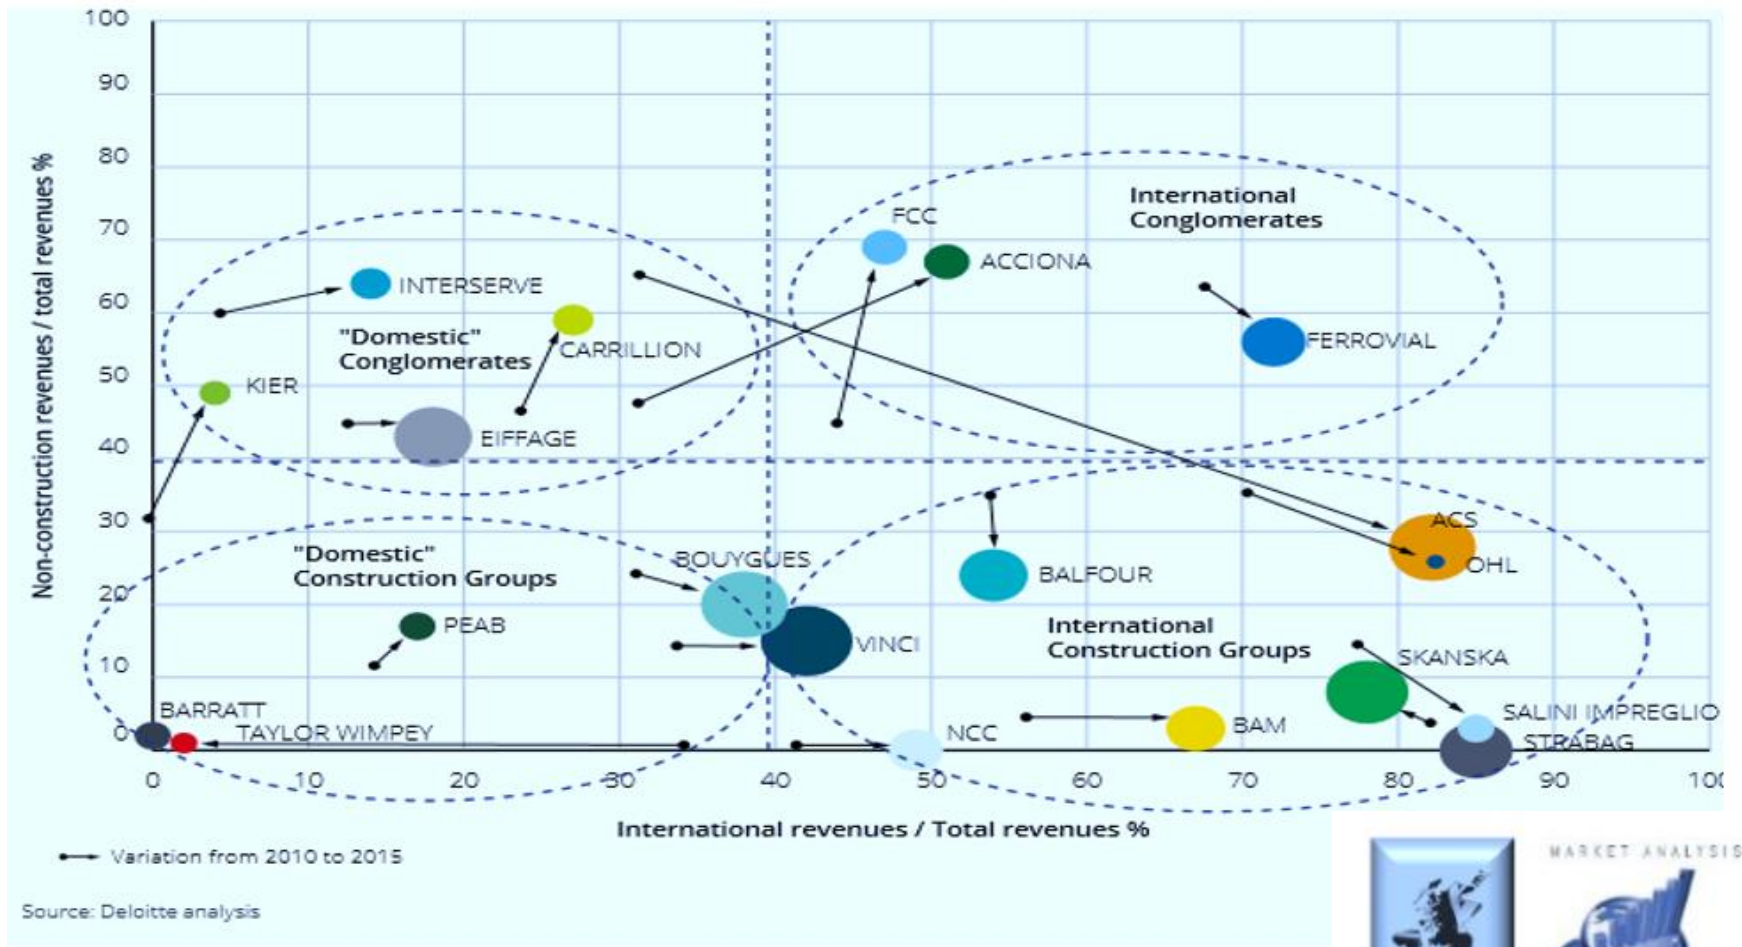 100
90
80
70
60
50
40
30
20
10
0
Non-construction revenues / total revenues %
International
Conglomerates
FCC
ACCIONA
INTERSERVE
"Domestic"
Conglomerates
CARRILLION
FERROVIAL
KIER
EIFFAGE
ACS
OHL
"Domestic"
Construction Groups
BOUYGUES
BALFOUR
PEAB
VINCI
International
Construction Groups
SKANSKA
BARRATT
TAYLOR WIMPEY
NCC
BAM
SALINI IMPREGLIO
STRABAG
0 10 20 30 40 50 60 70 80 90 100
International revenues / Total revenues %
Variation from 2010 to 2015
MARKET ANALYSIS
Source: Deloitte analysis